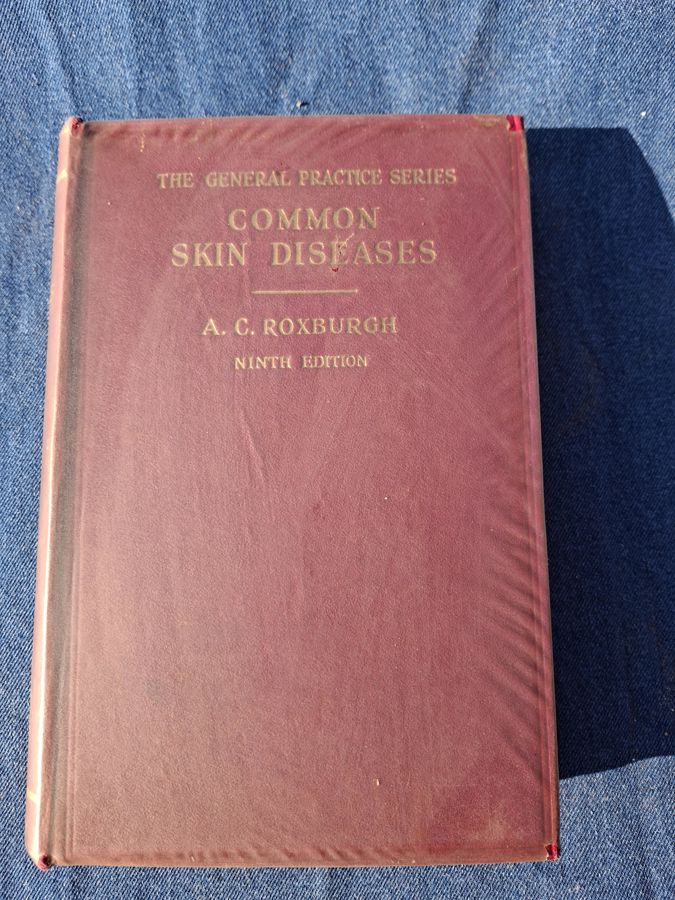 THE GENERAL PRACTICE SERIES
COMMON
SKIN DISEASES
A. C. ROXBURGH
NINTH EDITION